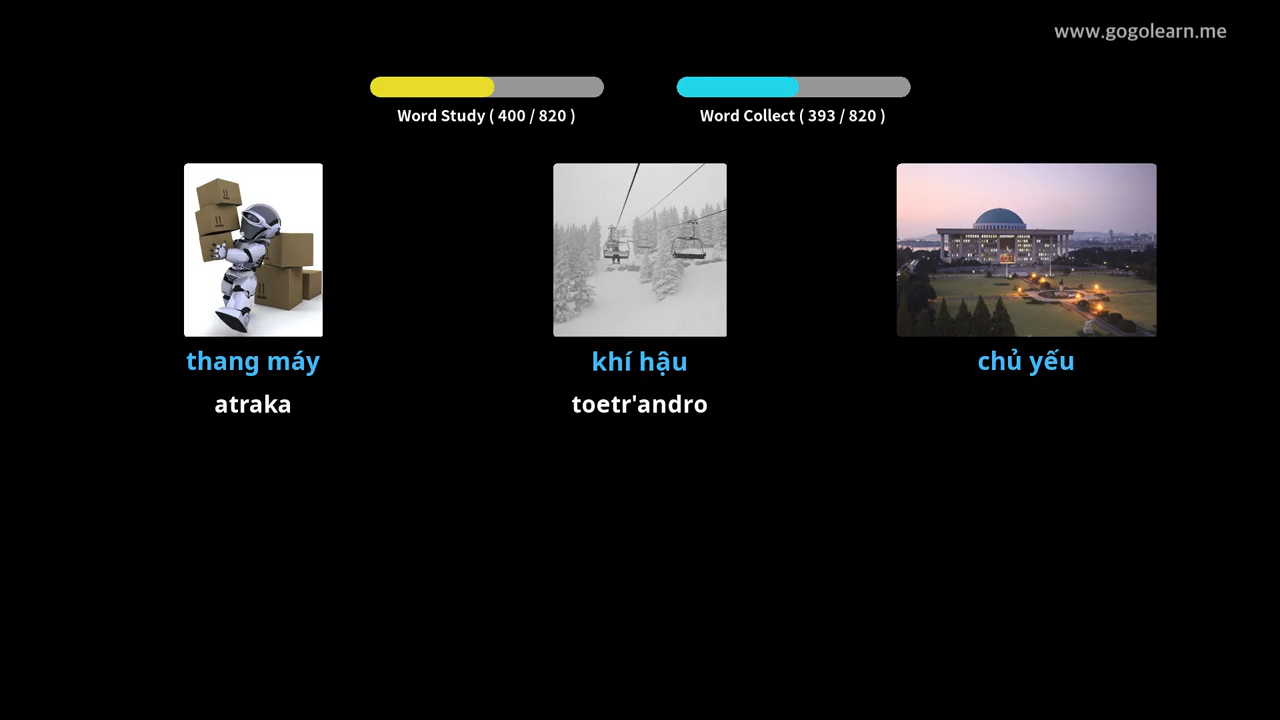 www.gogolearn.me
Word Study ( 400 / 820 )
Word Collect ( 393 / 820 )
thang máy
atraka
khí hậu
toetr'andro
chủ yếu